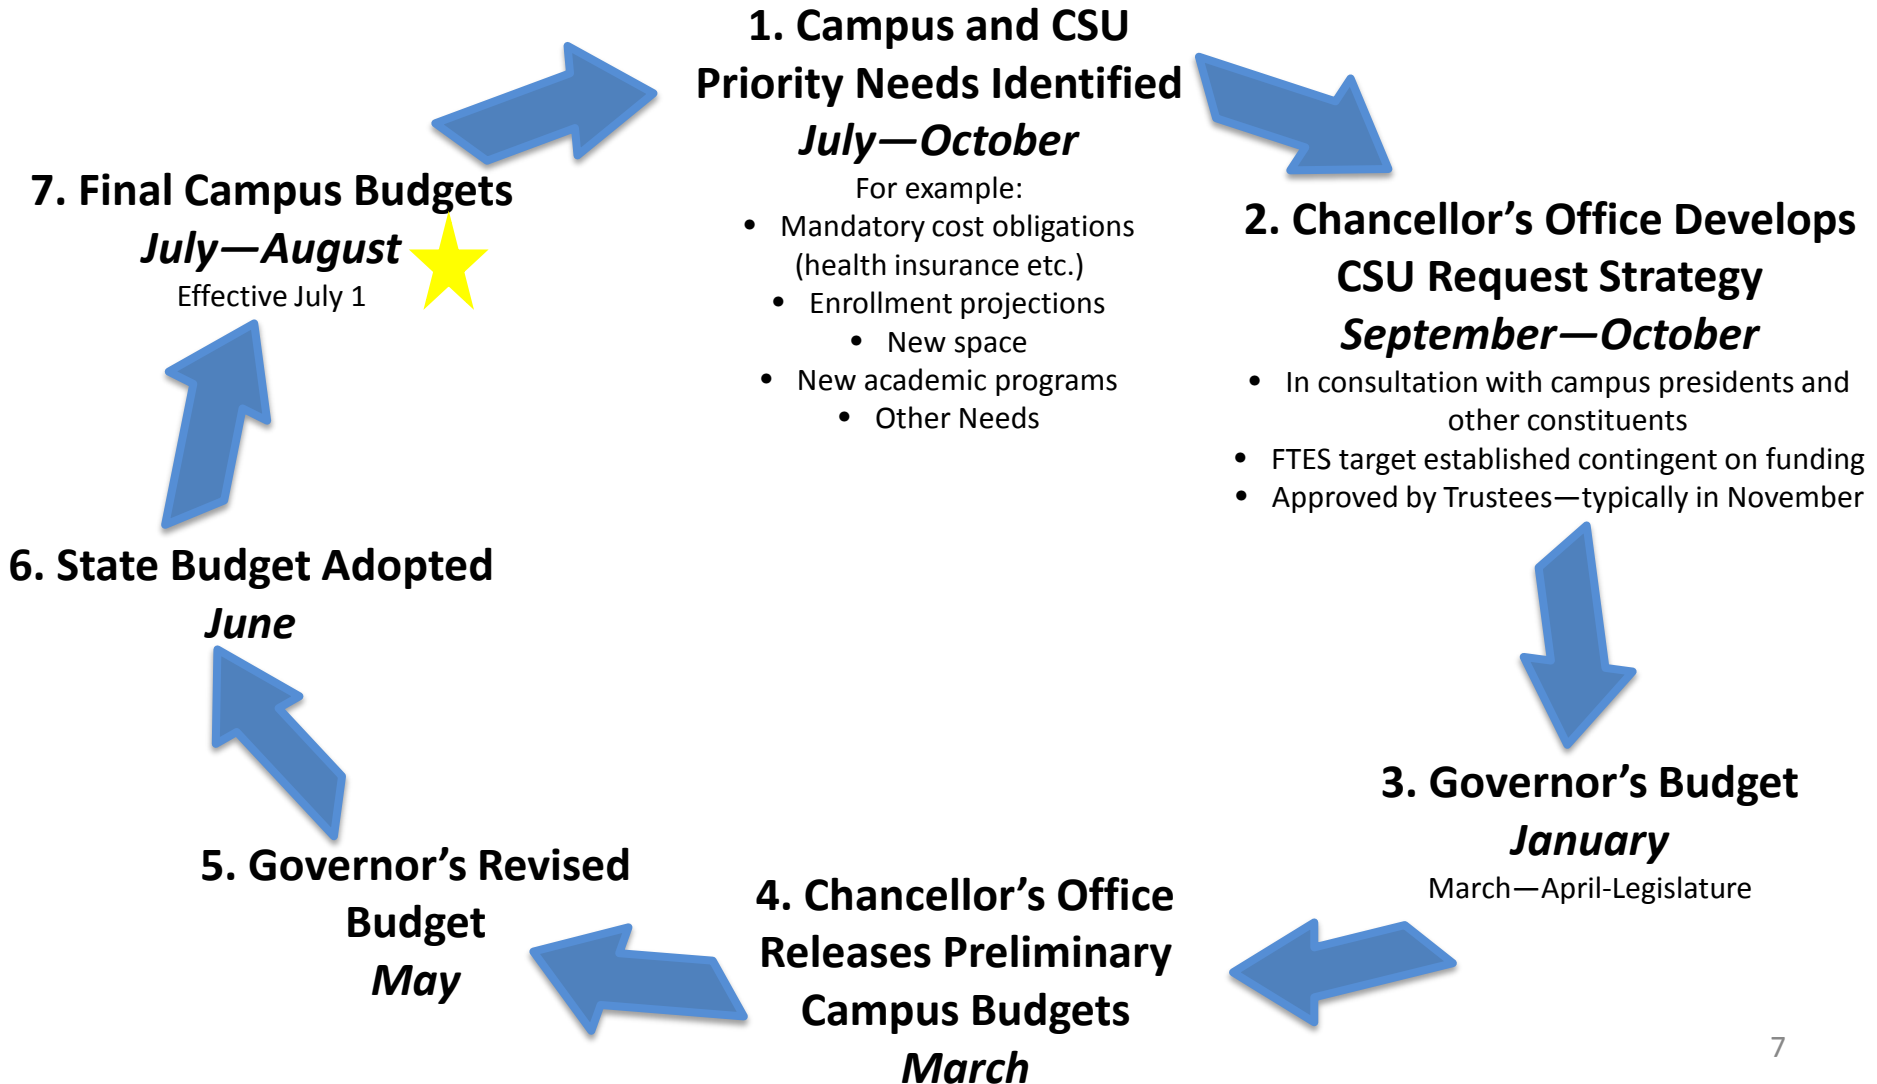 1. Campus and CSU
Priority Needs Identified
July—October
For example:
• Mandatory cost obligations
(health insurance etc.)
• Enrollment projections
• New space
• New academic programs
• Other Needs
2. Chancellor’s Office Develops
CSU Request Strategy
September—October
• In consultation with campus presidents and
other constituents
• FTES target established contingent on funding
• Approved by Trustees—typically in November
3. Governor’s Budget
January
March—April-Legislature
4. Chancellor’s Office
Releases Preliminary
Campus Budgets
March
5. Governor’s Revised
Budget
May
6. State Budget Adopted
June
7. Final Campus Budgets
July—August
Effective July 1
7